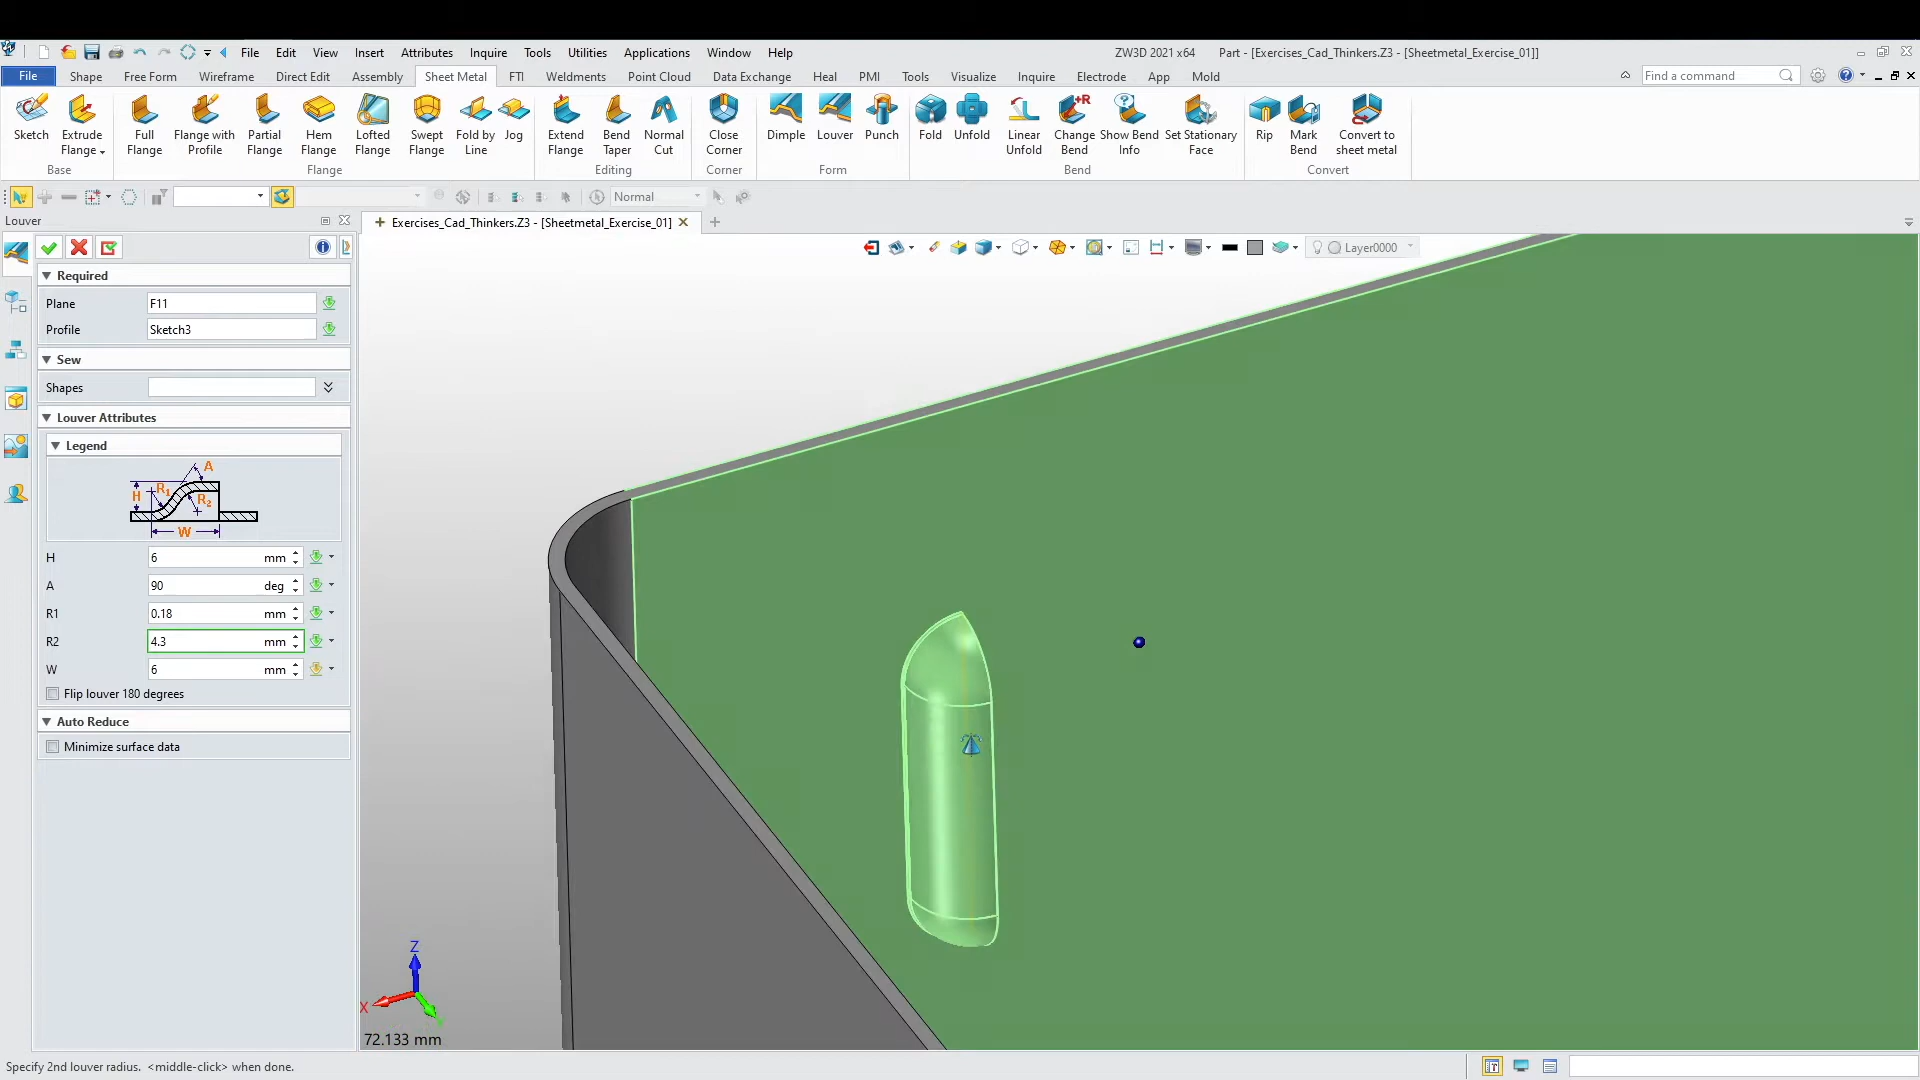 File Edit View Insert Attributes Inquire Tools Utilities Applications Window Help ZW3D 2021 x64 Part - [Exercises_Cad_Thinkers.Z3 - [Sheetmetal_Exercise_01]]
File Shape Free Form Wireframe Direct Edit Assembly Sheet Metal FTI Weldments Point Cloud Data Exchange Heal PMI Tools Visualize Inquire Electrode App Mold Find a command
Sketch Extrude Flange Full Flange Flange with Profile Partial Flange Hem Flange Lofted Flange Swept Flange Fold by Line Jog Extend Flange Bend Taper Normal Cut Close Corner Dimple Louver Punch Fold Unfold Linear Unfold Change Bend Show Bend Info Set Stationary Face Rip Mark Bend Convert to sheet metal
Base Flange Editing Corner Form Bend Convert
Normal
Louver
Exercises_Cad_Thinkers.Z3 - [Sheetmetal_Exercise_01]
Layer0000
Required
Plane F11
Profile Sketch3
Sew
Shapes
Louver Attributes
Legend
A
H R1 R2
W
H 6 mm
A 90 deg
R1 0.18 mm
R2 4.3 mm
W 6 mm
Flip louver 180 degrees
Auto Reduce
Minimize surface data
Z
X
72.133 mm
Specify 2nd louver radius. <middle-click> when done.